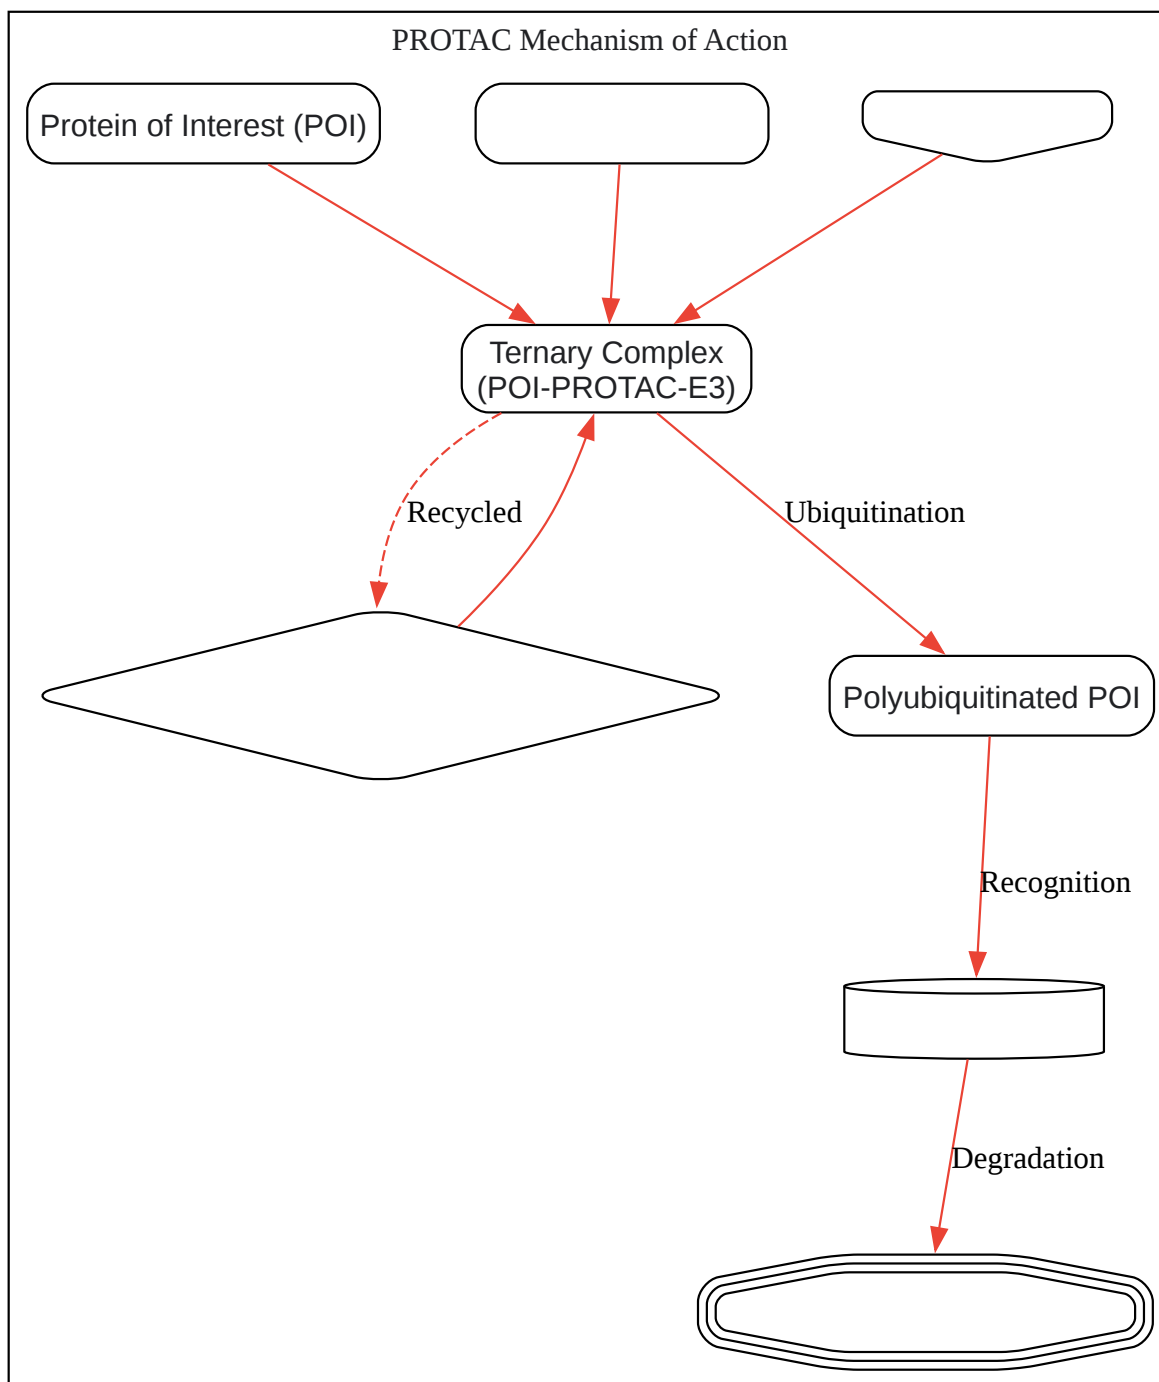 PROTAC Mechanism of Action
Protein of Interest (POI)
Ternary Complex
(POI-PROTAC-E3)
Recycled
Ubiquitination
Polyubiquitinated POI
Recognition
Degradation